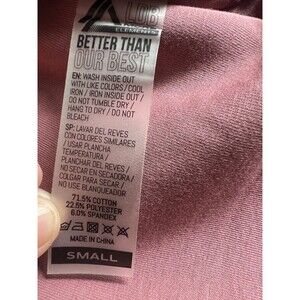 ELEMENTS
BETTER THAN
OUR BEST
EN: WASH INSIDE OUT
WITH LIKE COLORS / COOL
IRON / IRON INSIDE OUT /
DO NOT TUMBLE DRY /
HANG TO DRY / DO NOT
BLEACH
SP: LAVAR DEL REVES
CON COLORES SIMILARES
/ USAR PLANCHA
TEMPERATURA /
PLANCHAR DEL REVES /
NO SECAR EN SECADORA /
COLGAR PARA SECAR /
NO USE BLANQUEADOR
71.5% COTTON
22.5% POLYESTER
6.0% SPANDEX
MADE IN CHINA
SMALL